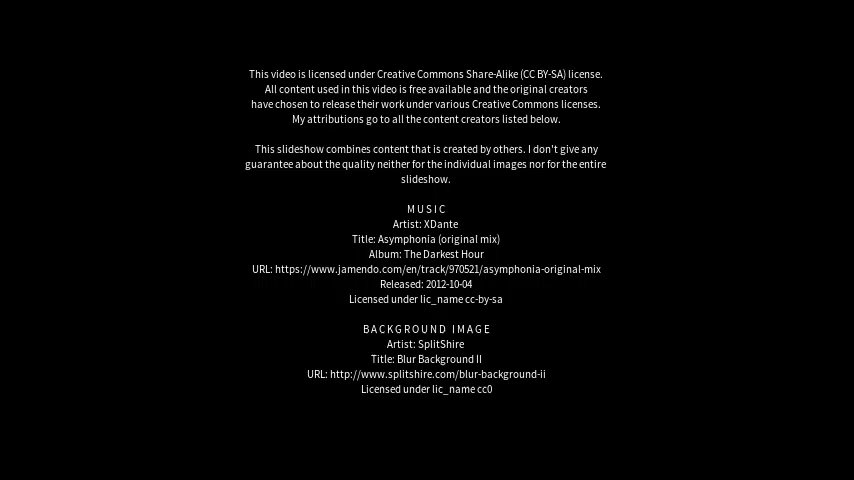 This video is licensed under Creative Commons Share-Alike (CC BY-SA) license.
All content used in this video is free available and the original creators
have chosen to release their work under various Creative Commons licenses.
My attributions go to all the content creators listed below.
This slideshow combines content that is created by others. I don't give any
guarantee about the quality neither for the individual images nor for the entire
slideshow.
MUSIC
Artist: XDante
Title: Asymphonia (original mix)
Album: The Darkest Hour
URL: https://www.jamendo.com/en/track/970521/asymphonia-original-mix
Released: 2012-10-04
Licensed under lic_name cc-by-sa
BACKGROUND IMAGE
Artist: SplitShire
Title: Blur Background II
URL: http://www.splitshire.com/blur-background-ii
Licensed under lic_name cc0